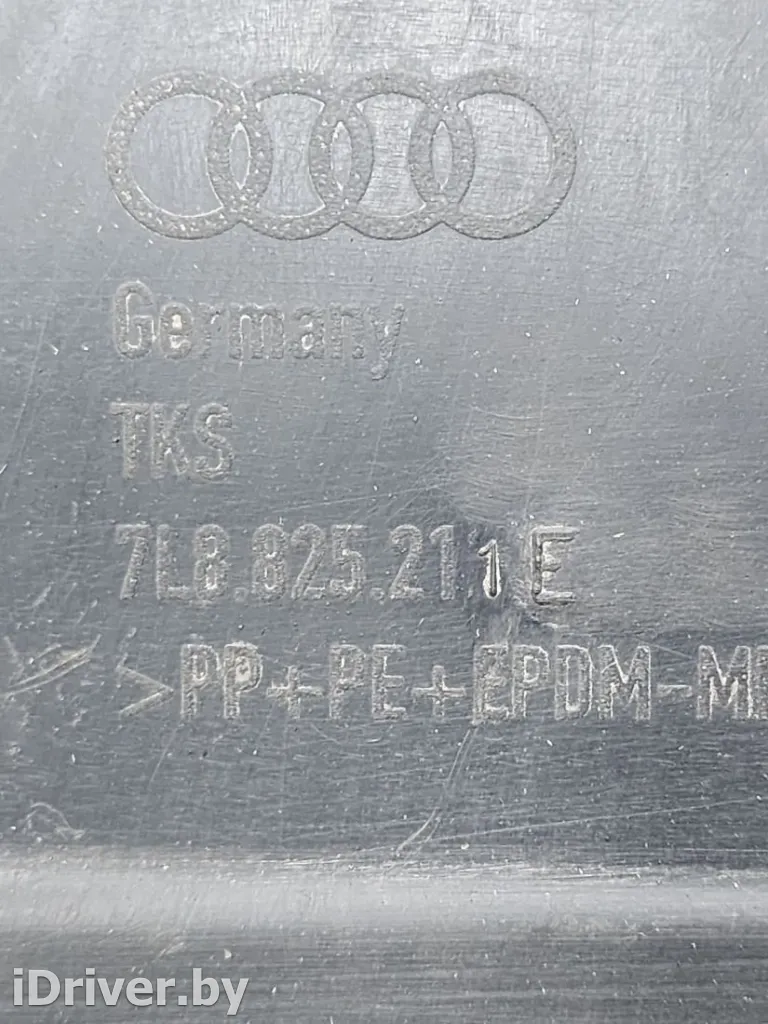 Germany
TKS
7L8.825.211 E
>PP+PE+EPDM-M
iDriver.by